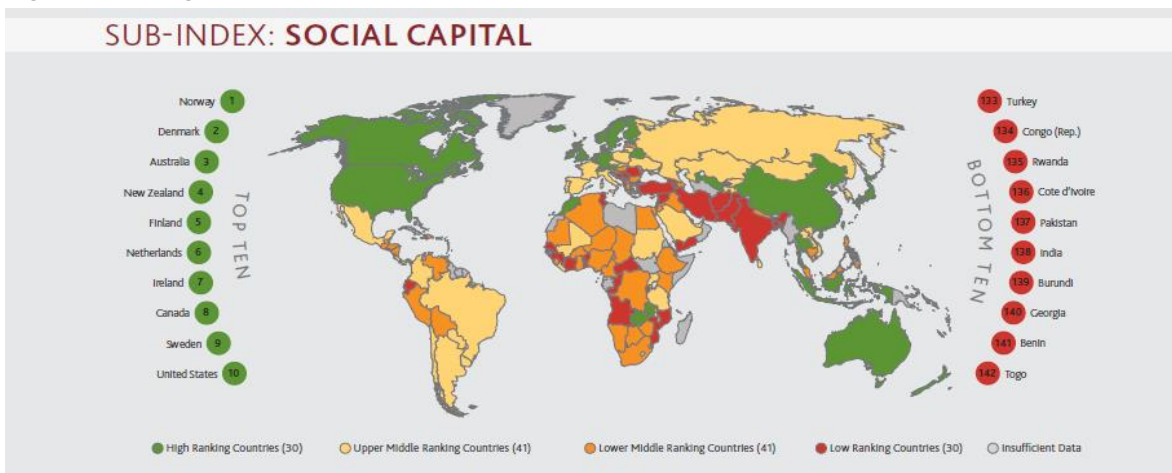 SUB-INDEX: SOCIAL CAPITAL
TOP TEN
Norway 1
Denmark 2
Australia 3
New Zealand 4
Finland 5
Netherlands 6
Ireland 7
Canada 8
Sweden 9
United States 10
BOTTOM TEN
133 Turkey
134 Congo (Rep.)
135 Rwanda
136 Cote d'Ivoire
137 Pakistan
138 India
139 Burundi
140 Georgia
141 Benin
142 Togo
High Ranking Countries (30)
Upper Middle Ranking Countries (41)
Lower Middle Ranking Countries (41)
Low Ranking Countries (30)
Insufficient Data